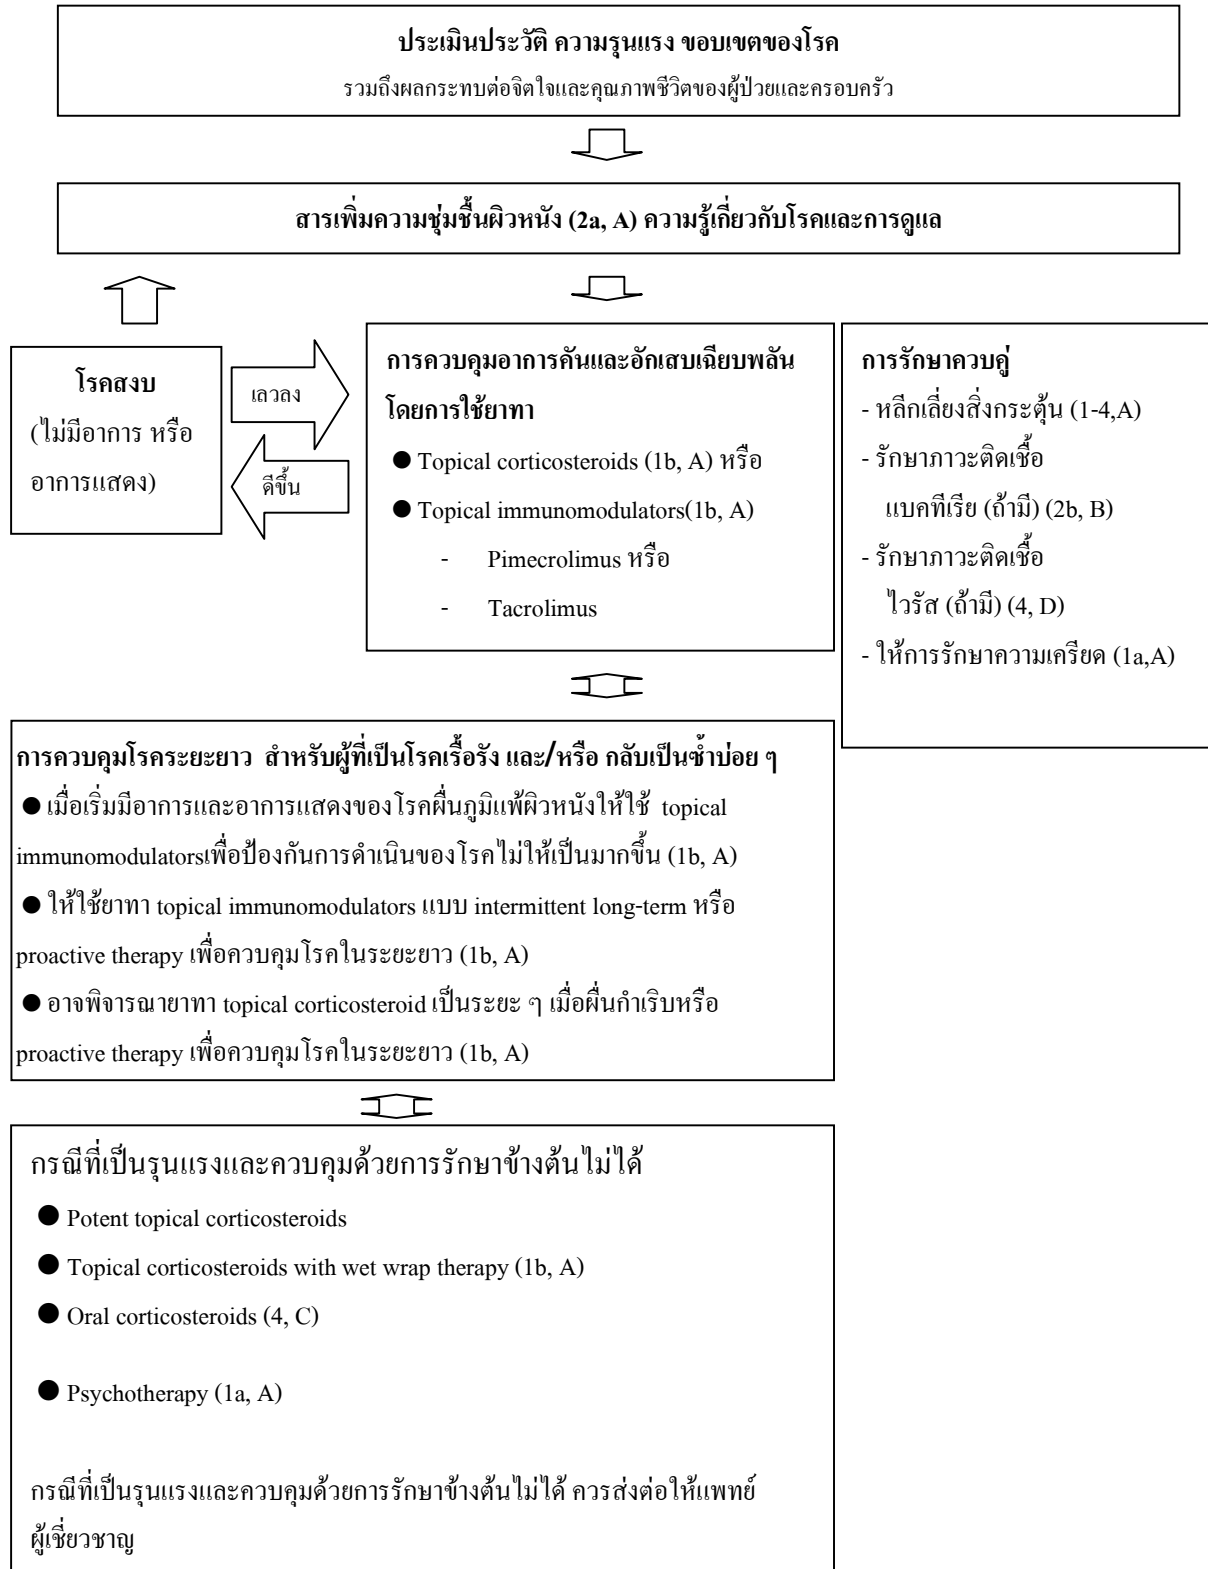 ประเมินประวัติ ความรุนแรง ขอบเขตของโรค
รวมถึงผลกระทบต่อจิตใจและคุณภาพชีวิตของผู้ป่วยและครอบครัว
สารเพิ่มความชุ่มชื้นผิวหนัง (2a, A) ความรู้เกี่ยวกับโรคและการดูแล
โรคสงบ
(ไม่มีอาการ หรือ
อาการแสดง)
เลวลง
ดีขึ้น
การควบคุมอาการคันและอักเสบเฉียบพลัน
โดยการใช้ยาทา
● Topical corticosteroids (1b, A) หรือ
● Topical immunomodulators(1b, A)
- Pimecrolimus หรือ
- Tacrolimus
การรักษาควบคู่
- หลีกเลี่ยงสิ่งกระตุ้น (1-4,A)
- รักษาภาวะติดเชื้อ
แบคทีเรีย (ถ้ามี) (2b, B)
- รักษาภาวะติดเชื้อ
ไวรัส (ถ้ามี) (4, D)
- ให้การรักษาความเครียด (1a,A)
การควบคุมโรคระยะยาว สำหรับผู้ที่เป็นโรคเรื้อรัง และ/หรือ กลับเป็นซ้ำบ่อย ๆ
● เมื่อเริ่มมีอาการและอาการแสดงของโรคผื่นภูมิแพ้ผิวหนังให้ใช้ topical
immunomodulatorsเพื่อป้องกันการดำเนินของโรคไม่ให้เป็นมากขึ้น (1b, A)
● ให้ใช้ยาทา topical immunomodulators แบบ intermittent long-term หรือ
proactive therapy เพื่อควบคุมโรคในระยะยาว (1b, A)
● อาจพิจารณายาทา topical corticosteroid เป็นระยะ ๆ เมื่อผื่นกำเริบหรือ
proactive therapy เพื่อควบคุมโรคในระยะยาว (1b, A)
กรณีที่เป็นรุนแรงและควบคุมด้วยการรักษาข้างต้นไม่ได้
● Potent topical corticosteroids
● Topical corticosteroids with wet wrap therapy (1b, A)
● Oral corticosteroids (4, C)
● Psychotherapy (1a, A)
กรณีที่เป็นรุนแรงและควบคุมด้วยการรักษาข้างต้นไม่ได้ ควรส่งต่อให้แพทย์
ผู้เชี่ยวชาญ